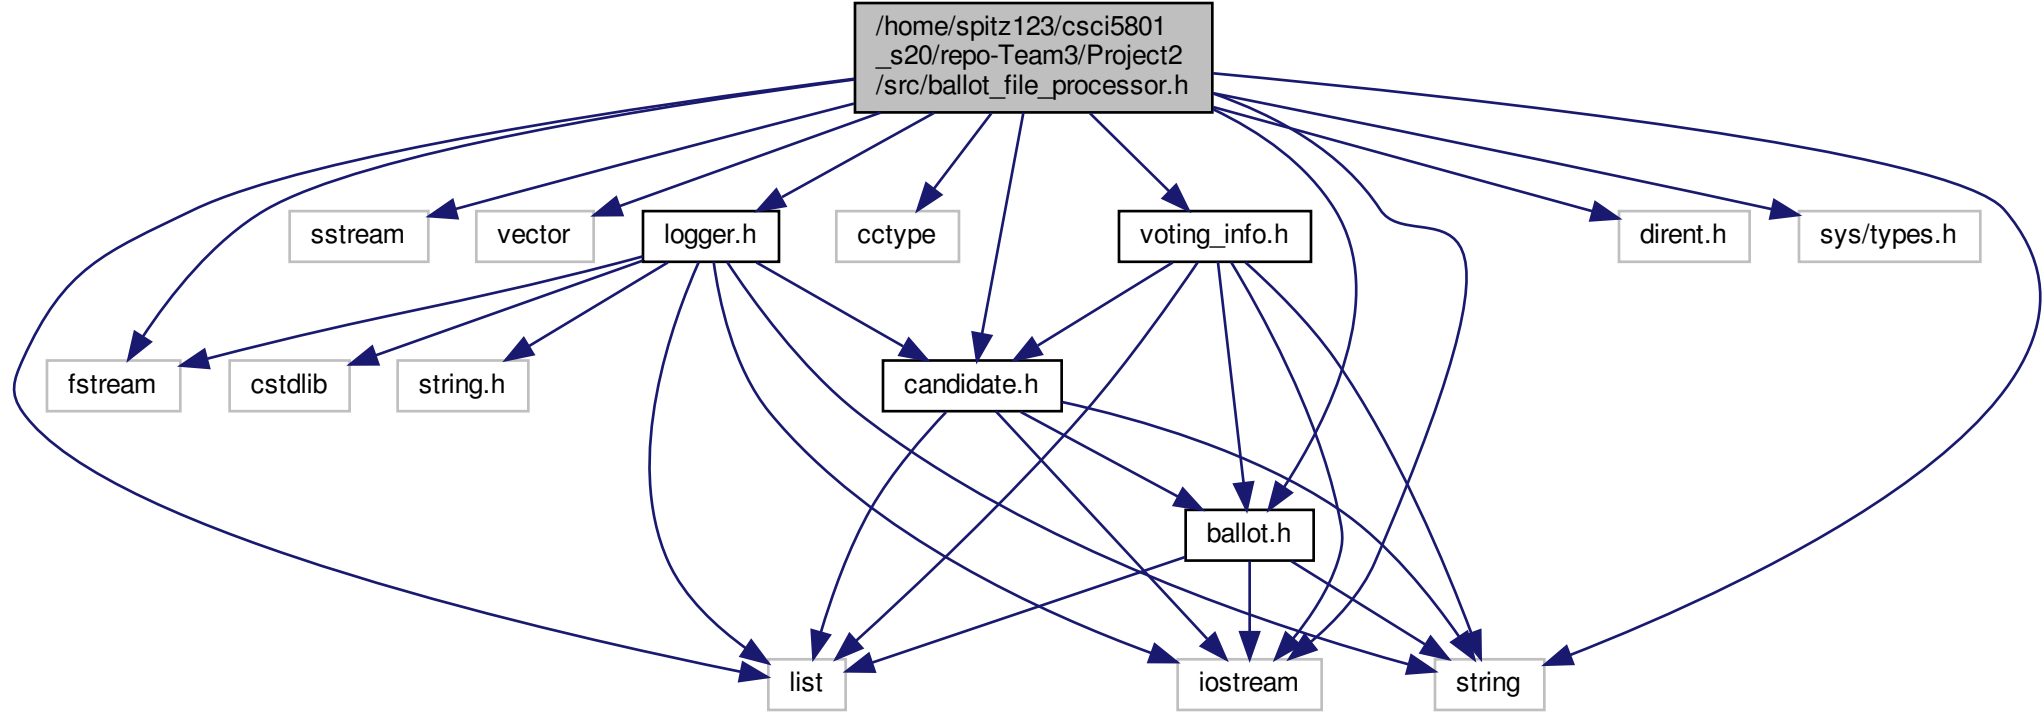 /home/spitz123/csci5801
_s20/repo-Team3/Project2
/src/ballot_file_processor.h
sstream
vector
logger.h
cctype
voting_info.h
dirent.h
sys/types.h
fstream
cstdlib
string.h
candidate.h
ballot.h
list
iostream
string